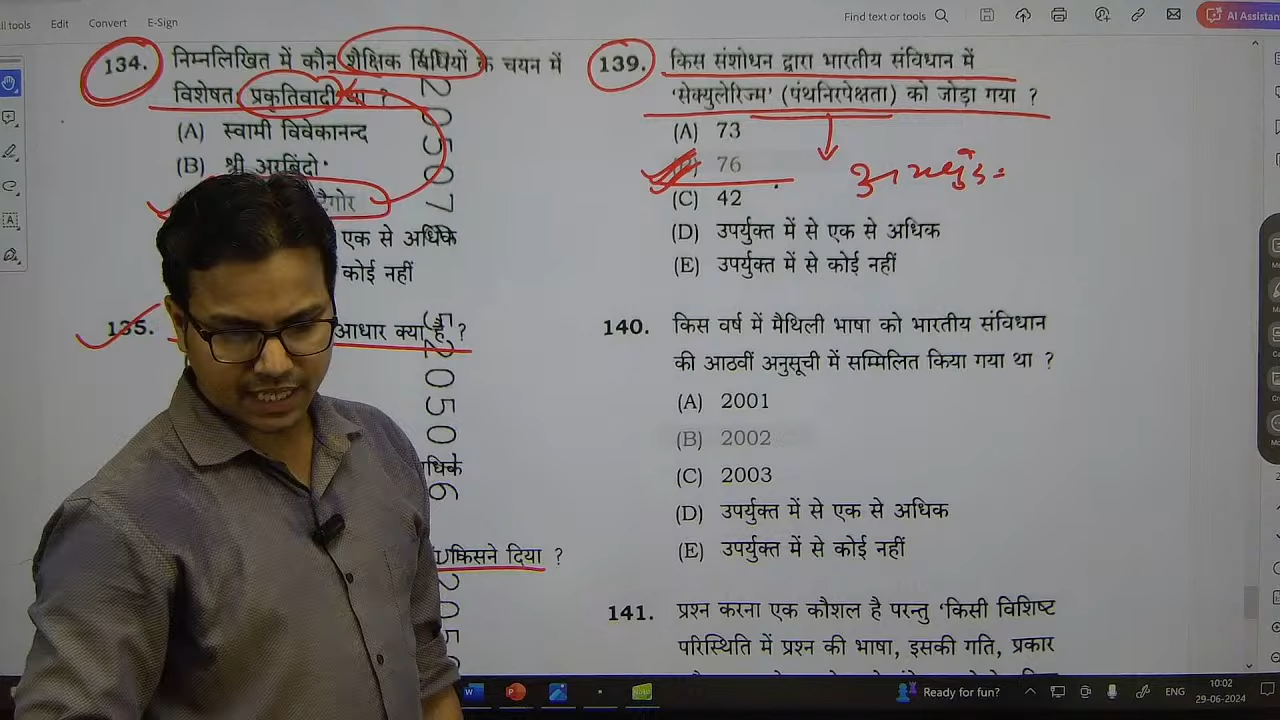 ll tools Edit Convert E-Sign
Find text or tools
AI Assistan
134. निम्नलिखित में कौन शैक्षिक विधियों के चयन में
विशेषत प्रकृतिवादी था ?
(A) स्वामी विवेकानन्द
(B) श्री अरबिंदो
टैगोर
एक से अधिक
कोई नहीं
135. आधार क्या है ?
धिक
किसने दिया ?
139. किस संशोधन द्वारा भारतीय संविधान में
'सेक्युलेरिज्म' (पंथनिरपेक्षता) को जोड़ा गया ?
(A) 73
76
(C) 42
(D) उपर्युक्त में से एक से अधिक
(E) उपर्युक्त में से कोई नहीं
140. किस वर्ष में मैथिली भाषा को भारतीय संविधान
की आठवीं अनुसूची में सम्मिलित किया गया था ?
(A) 2001
(B) 2002
(C) 2003
(D) उपर्युक्त में से एक से अधिक
(E) उपर्युक्त में से कोई नहीं
141. प्रश्न करना एक कौशल है परन्तु 'किसी विशिष्ट
परिस्थिति में प्रश्न की भाषा, इसकी गति, प्रकार
Ready for fun?
ENG
10:02
29-06-2024